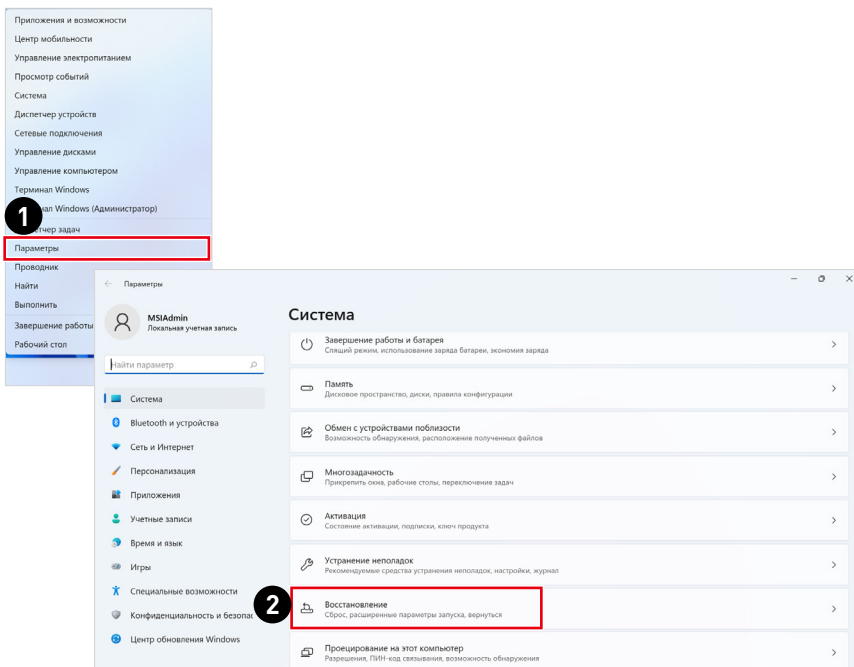 Приложения и возможности
Центр мобильности
Управление электропитанием
Просмотр событий
Система
Диспетчер устройств
Сетевые подключения
Управление дисками
Управление компьютером
Терминал Windows
Windows (Администратор)
1
задач
Параметры
Проводник
Найти
Выполнить
Завершение работы
Рабочий стол
Параметры
MSIAdmin
Локальная учетная запись
Найти параметр
Система
Bluetooth и устройства
Сеть и Интернет
Персонализация
Приложения
Учетные записи
Время и язык
Игры
Специальные возможности
Конфиденциальность и
Центр обновления Windows
Система
Завершение работы и батарея
Спящий режим, использование заряда батареи, экономия заряда
Память
Дисковое пространство, диски, правила конфигурации
Обмен с устройствами поблизости
Возможность обнаружения, расположение полученных файлов
Многозадачность
Прикрепить окна, рабочие столы, переключение задач
Активация
Состояние активации, подписки, ключ продукта
Устранение неполадок
Рекомендуемые средства устранения неполадок, настройки, журнал
2
Восстановление
Сброс, расширенные параметры запуска, вернуться
Проецирование на этот компьютер
Разрешения, ПИН-код связывания, возможность обнаружения